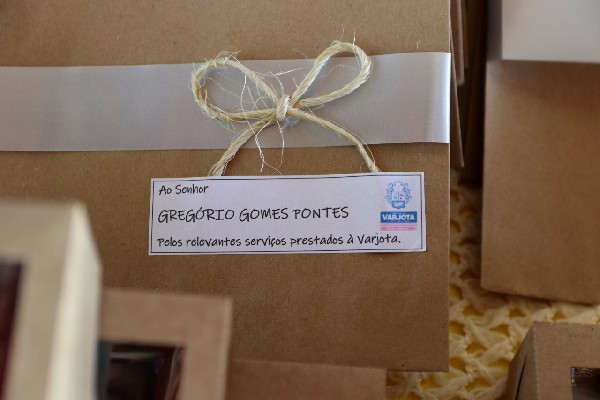 Ao Senhor
GREGÓRIO GOMES PONTES
VARJOTA
Pelos relevantes serviços prestados à Varjota.